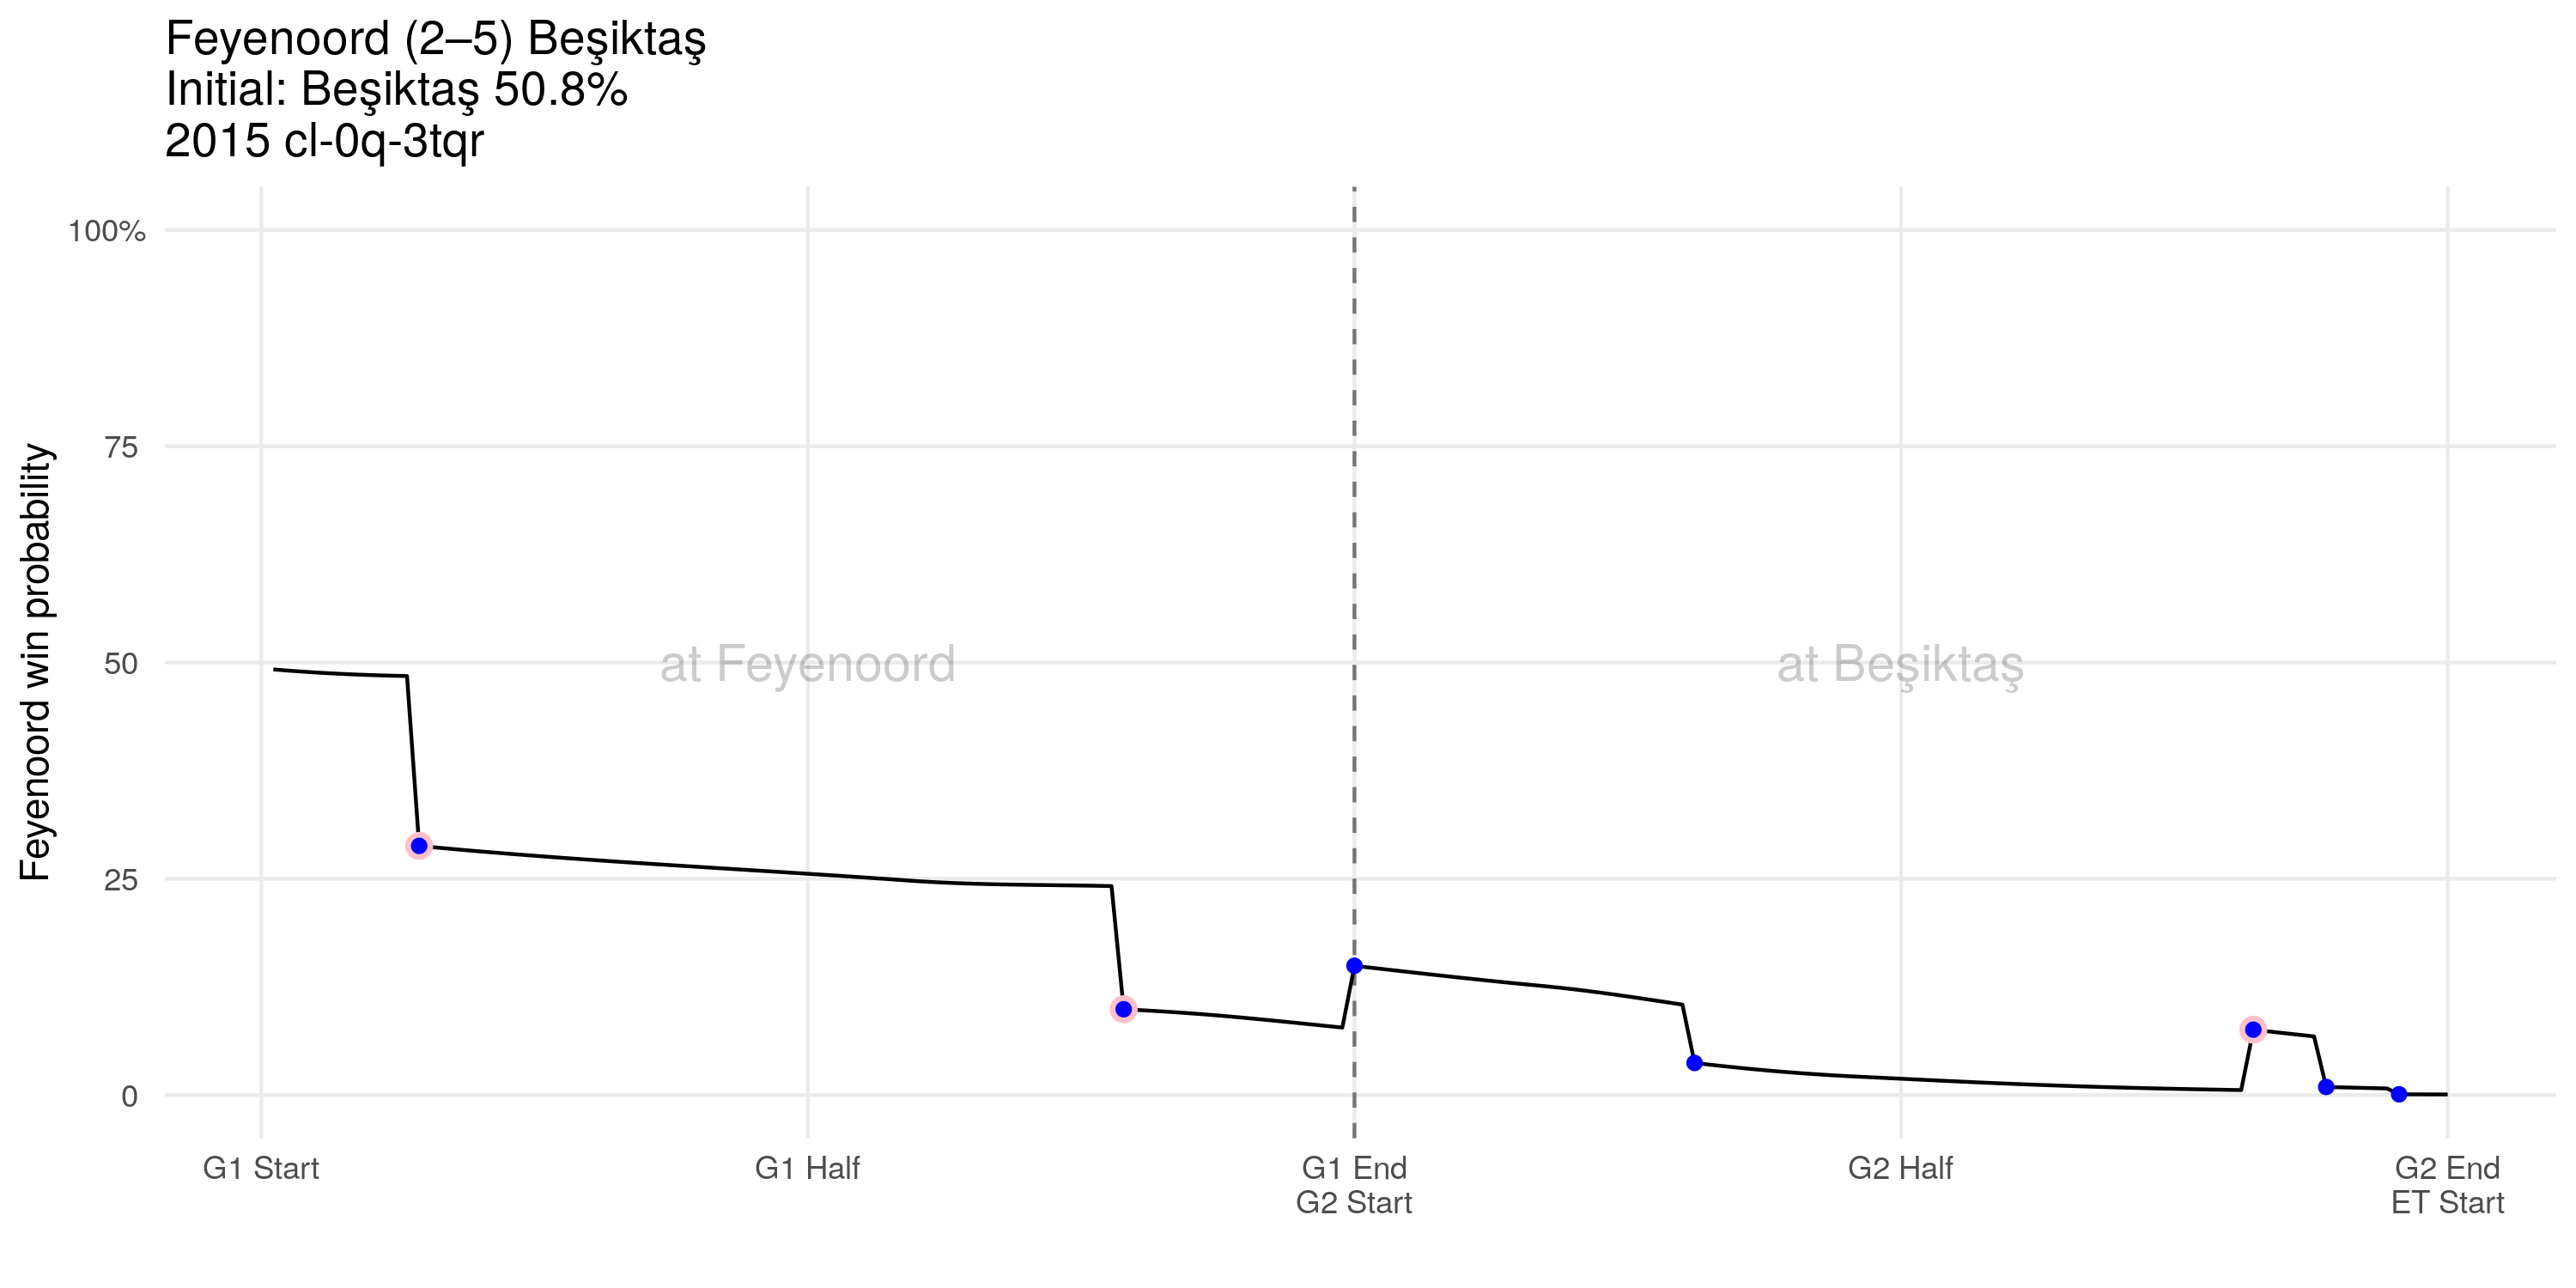 Feyenoord (2–5) Beşiktaş
Initial: Beşiktaş 50.8%
2015 cl-0q-3tqr
Feyenoord win probability
100%
75
50
25
0
at Feyenoord
at Beşiktaş
G1 Start
G1 Half
G1 End
G2 Start
G2 Half
G2 End
ET Start